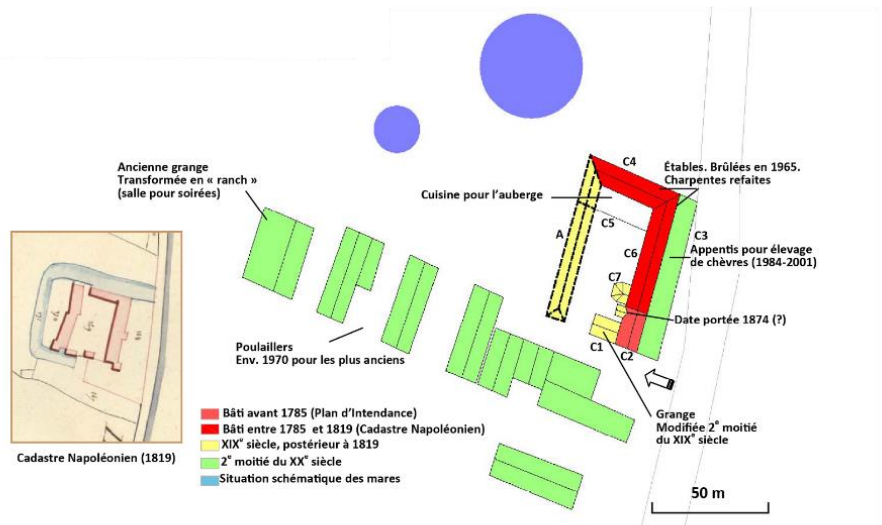 Ancienne grange
Transformée en « ranch »
(salle pour soirées)
C4
Étables. Brûlées en 1965.
Charpentes refaites
Cuisine pour l'auberge
A
C5
C6
C3
Appentis pour élevage
de chèvres (1984-2001)
C7
Date portée 1874 (?)
C1
C2
Poulaillers
Env. 1970 pour les plus anciens
Grange
Modifiée 2e moitié
du XIXe siècle
Bâti avant 1785 (Plan d'Intendance)
Bâti entre 1785 et 1819 (Cadastre Napoléonien)
XIXe siècle, postérieur à 1819
2e moitié du XXe siècle
Situation schématique des mares
Cadastre Napoléonien (1819)
50 m